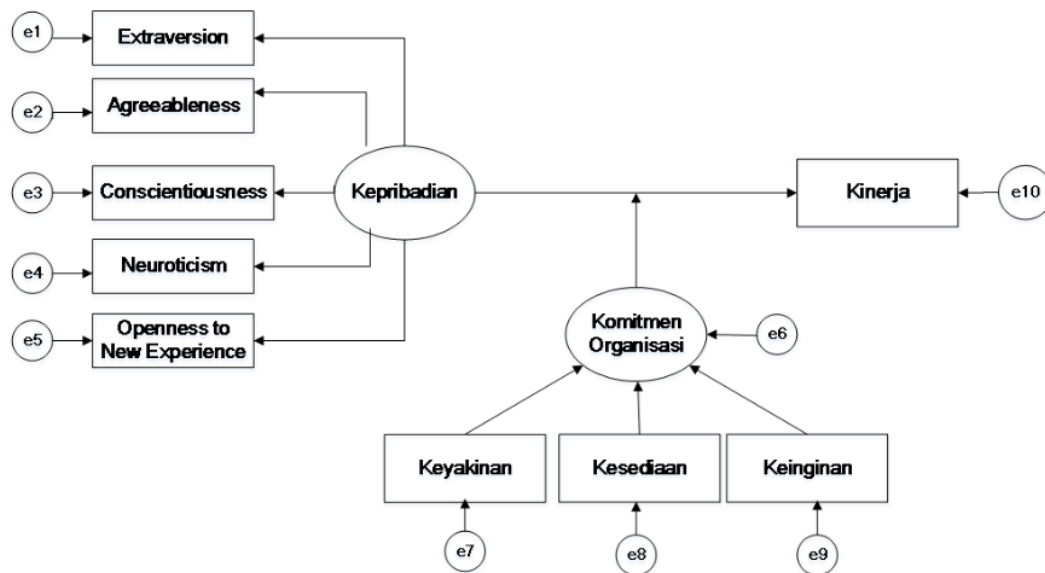 e1
Extraversion
e2
Agreeableness
e3
Conscientiousness
Kepribadian
Kinerja
e10
e4
Neuroticism
e5
Openness to
New Experience
Komitmen
Organisasi
e6
Keyakinan
Kesediaan
Keinginan
e7
e8
e9